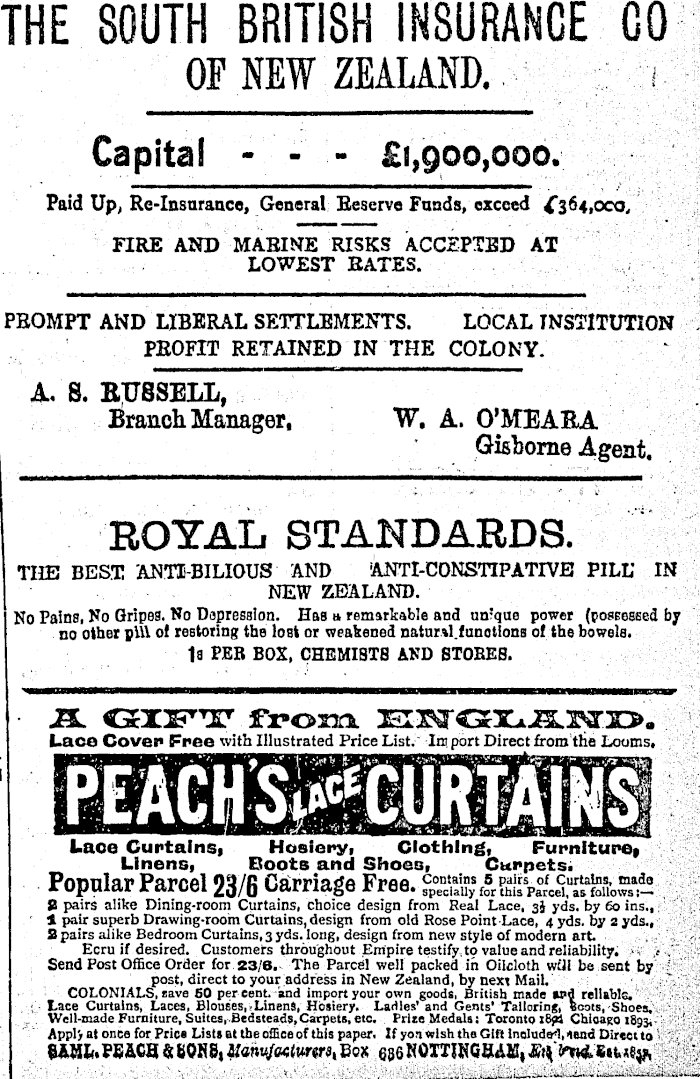 THE SOUTH BRITISH INSURANCE CO
OF NEW ZEALAND.
Capital - - - £1,900,000.
Paid Up, Re-Insurance, General Reserve Funds, exceed £364,000.
FIRE AND MARINE RISKS ACCEPTED AT
LOWEST RATES.
PROMPT AND LIBERAL SETTLEMENTS. LOCAL INSTITUTION
PROFIT RETAINED IN THE COLONY.
A. S. RUSSELL,
Branch Manager,
W. A. O'MEARA
Gisborne Agent.
ROYAL STANDARDS.
THE BEST ANTI-BILIOUS AND ANTI-CONSTIPATIVE PILL IN
NEW ZEALAND.
No Pains, No Gripes. No Depression. Has a remarkable and unique power (possessed by
no other pill of restoring the lost or weakened natural functions of the bowels.
1s PER BOX, CHEMISTS AND STORES.
A GIFT from ENGLAND.
Lace Cover Free with Illustrated Price List. Import Direct from the Looms.
PEACH'S LACE CURTAINS
Lace Curtains, Hosiery, Clothing, Furniture,
Linens, Boots and Shoes, Carpets.
Popular Parcel 23/6 Carriage Free. Contains 5 pairs of Curtains, made
specially for this Parcel, as follows:—
2 pairs alike Dining-room Curtains, choice design from Real Lace, 3½ yds. by 60 ins.,
1 pair superb Drawing-room Curtains, design from old Rose Point Lace, 4 yds. by 2 yds.,
2 pairs alike Bedroom Curtains, 3 yds. long, design from new style of modern art.
Ecru if desired. Customers throughout Empire testify to value and reliability.
Send Post Office Order for 23/6. The Parcel well packed in Oilcloth will be sent by
post, direct to your address in New Zealand, by next Mail.
COLONIALS, save 50 per cent. and import your own goods, British made and reliable.
Lace Curtains, Laces, Blouses, Linens, Hosiery. Ladies' and Gents' Tailoring, Boots, Shoes.
Well-made Furniture, Suites, Bedsteads, Carpets, etc. Prize Medals: Toronto Chicago 1893.
Apply at once for Price Lists at the office of this paper. If you wish the Gift included, send Direct to
SAML. PEACH & SONS, Manufacturers, Box 686 NOTTINGHAM,